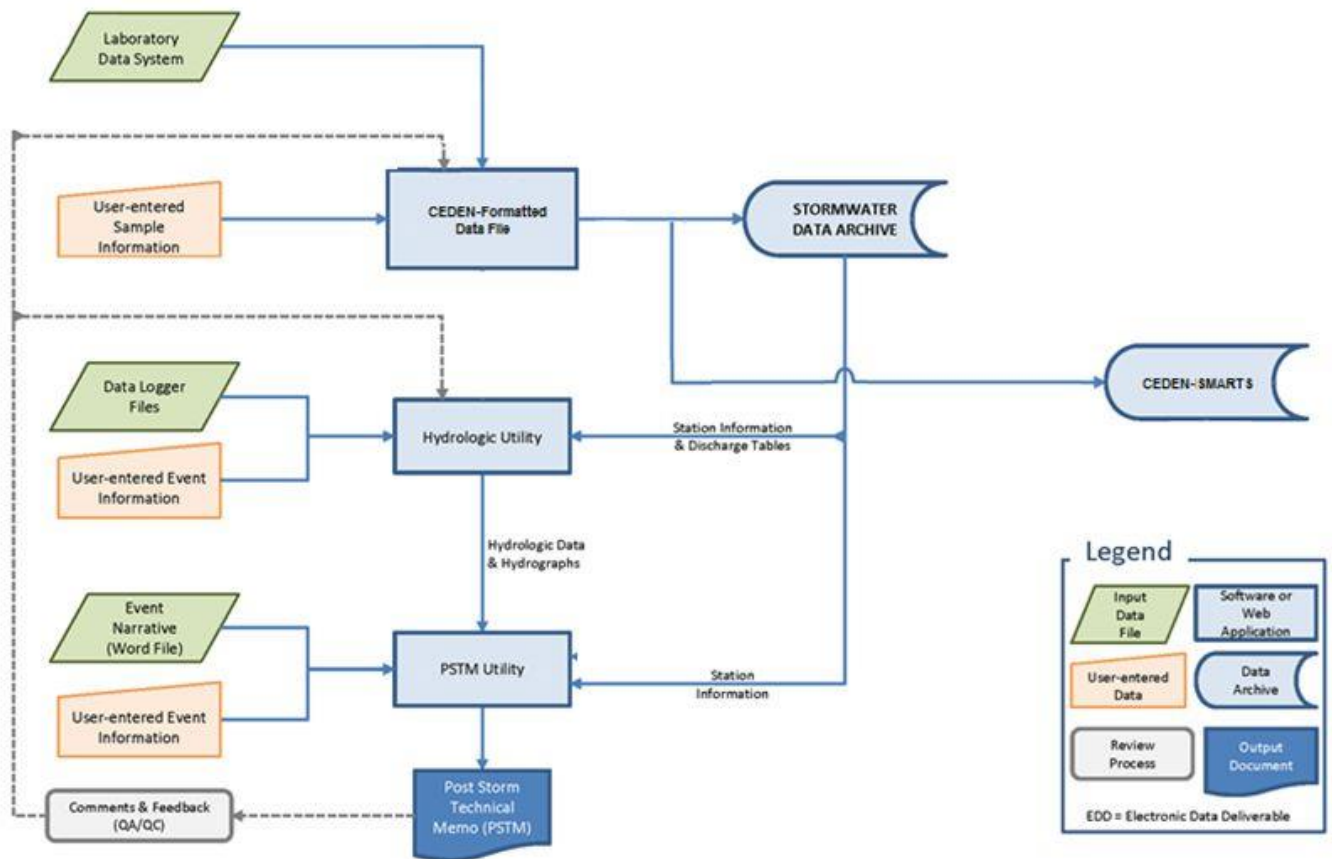 Laboratory
Data System
User-entered
Sample
Information
CEDEN-Formatted
Data File
STORMWATER
DATA ARCHIVE
CEDEN-ISMARTS
Data Logger
Files
User-entered Event
Information
Hydrologic Utility
Station Information
& Discharge Tables
Hydrologic Data
& Hydrographs
Event
Narrative
(Word File)
User-entered Event
Information
PSTM Utility
Station
Information
Post Storm
Technical
Memo (PSTM)
Comments & Feedback
(QA/QC)
Legend
Input
Data
File
Software or
Web
Application
User-entered
Data
Data
Archive
Review
Process
Output
Document
EDD = Electronic Data Deliverable